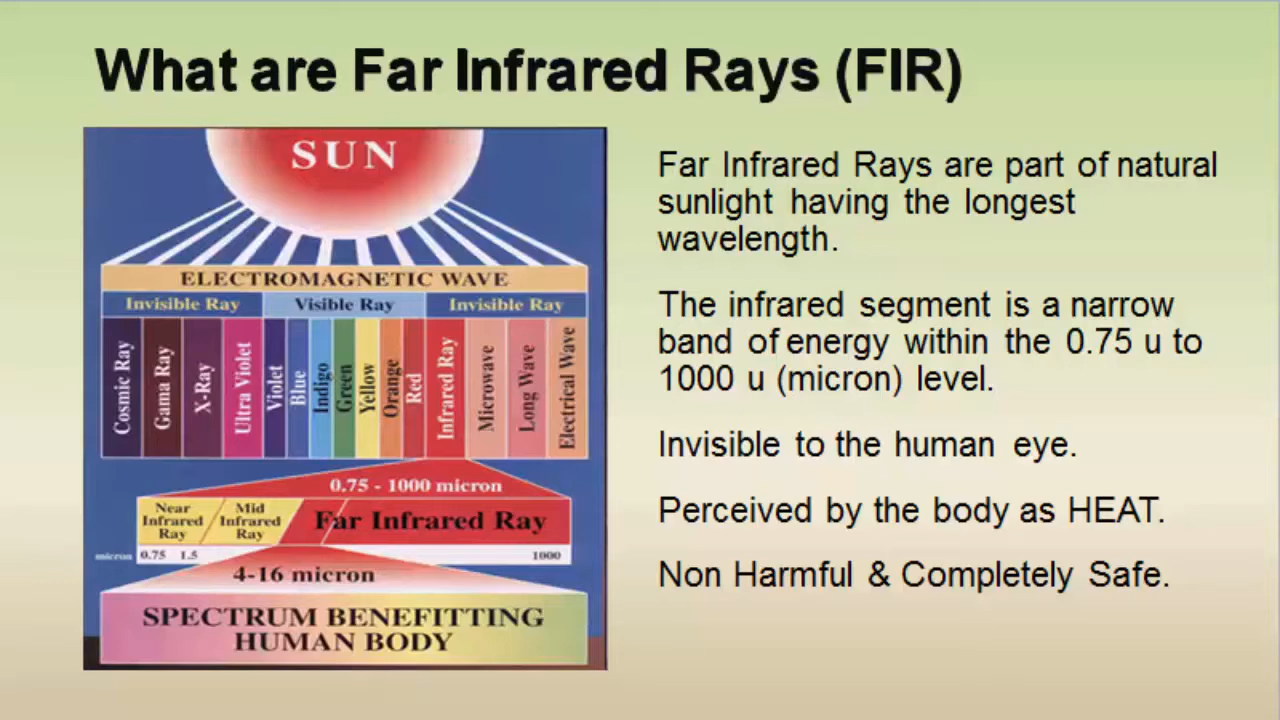 What are Far Infrared Rays (FIR)
SUN
ELECTROMAGNETIC WAVE
Invisible Ray
Visible Ray
Invisible Ray
Cosmic Ray
Gama Ray
X-Ray
Ultra Violet
Violet
Blue
Indigo
Green
Yellow
Orange
Red
Infrared Ray
Microwave
Long Wave
Electrical Wave
0.75 - 1000 micron
Near
Infrared
Ray
Mid
Infrared
Ray
Far Infrared Ray
micron 0.75 1.5 1000
4-16 micron
SPECTRUM BENEFITTING
HUMAN BODY
Far Infrared Rays are part of natural
sunlight having the longest
wavelength.
The infrared segment is a narrow
band of energy within the 0.75 u to
1000 u (micron) level.
Invisible to the human eye.
Perceived by the body as HEAT.
Non Harmful & Completely Safe.